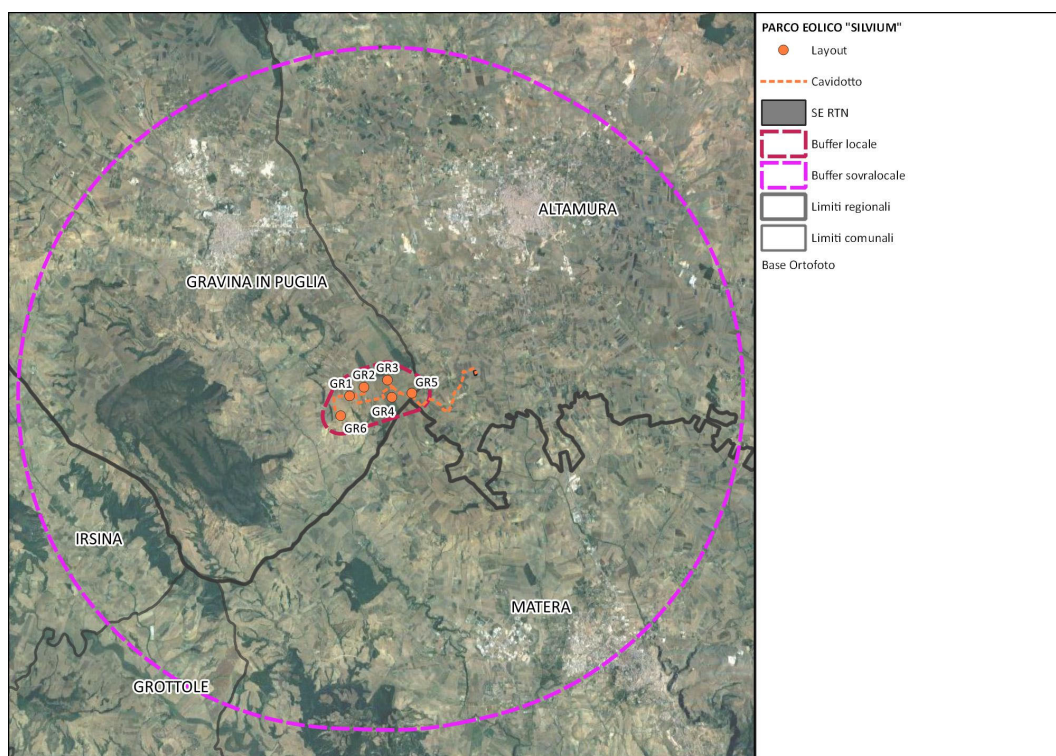 PARCO EOLICO "SILVIUM"
Layout
Cavidotto
SE RTN
Buffer locale
Buffer sovralocale
Limiti regionali
Limiti comunali
Base Ortofoto
ALTAMURA
GRAVINA IN PUGLIA
GR3
GR2
GR1
GR5
GR4
GR6
IRSINA
MATERA
GROTTOLE